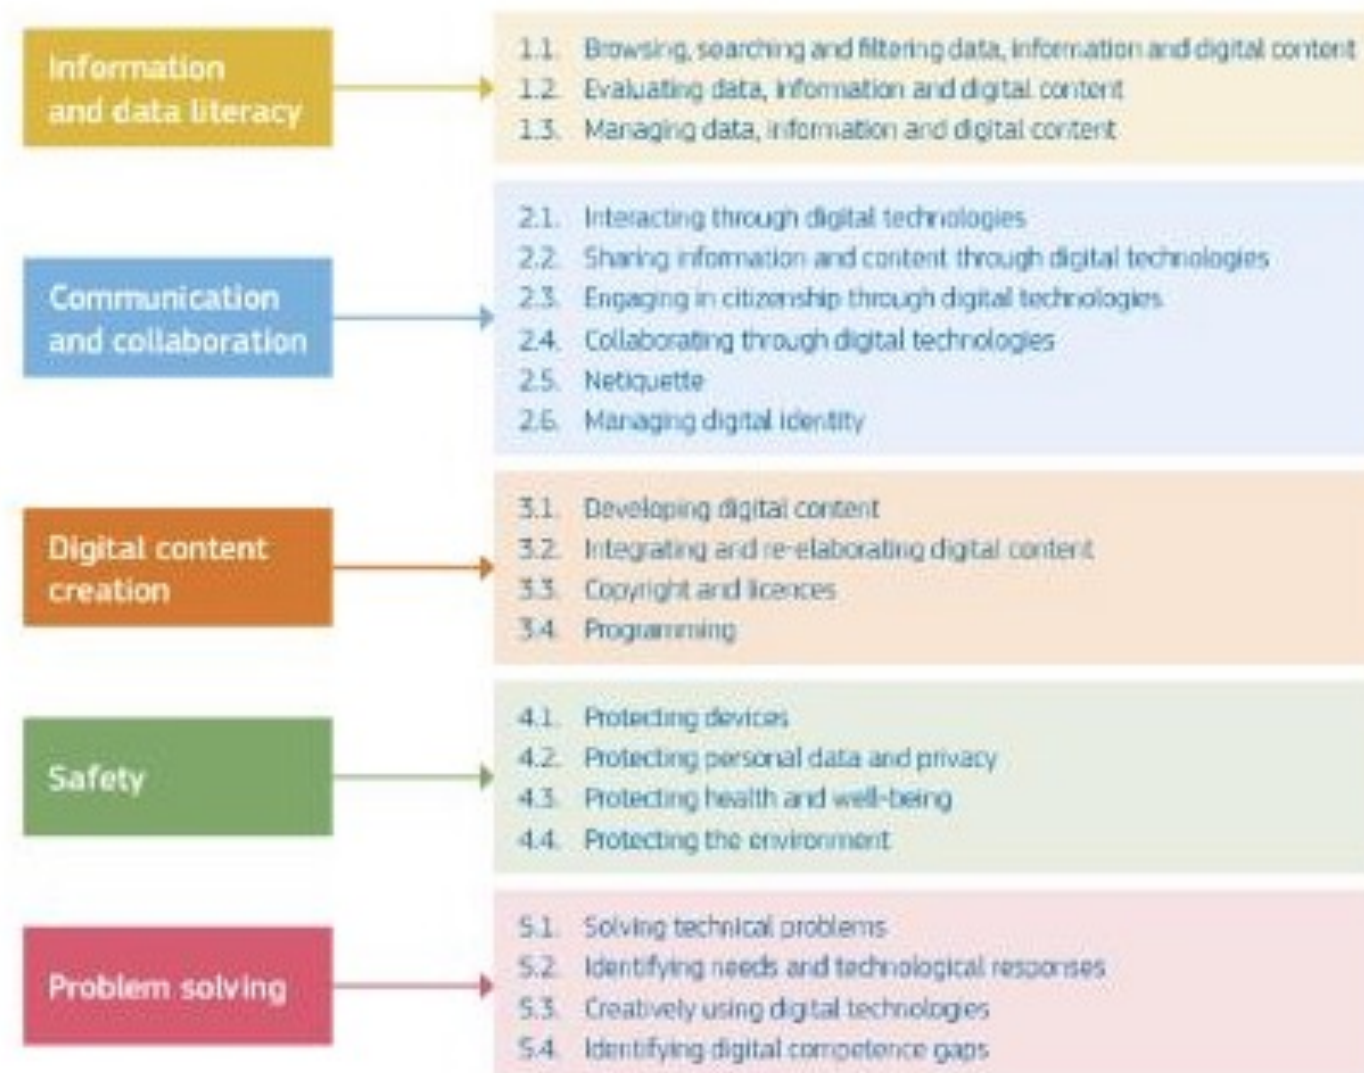 Information
and data literacy
1.1. Browsing, searching and filtering data, information and digital content
1.2. Evaluating data, information and digital content
1.3. Managing data, information and digital content
Communication
and collaboration
2.1. Interacting through digital technologies
2.2. Sharing information and content through digital technologies
2.3. Engaging in citizenship through digital technologies
2.4. Collaborating through digital technologies
2.5. Netiquette
2.6. Managing digital identity
Digital content
creation
3.1. Developing digital content
3.2. Integrating and re-elaborating digital content
3.3. Copyright and licences
3.4. Programming
Safety
4.1. Protecting devices
4.2. Protecting personal data and privacy
4.3. Protecting health and well-being
4.4. Protecting the environment
Problem solving
5.1. Solving technical problems
5.2. Identifying needs and technological responses
5.3. Creatively using digital technologies
5.4. Identifying digital competence gaps